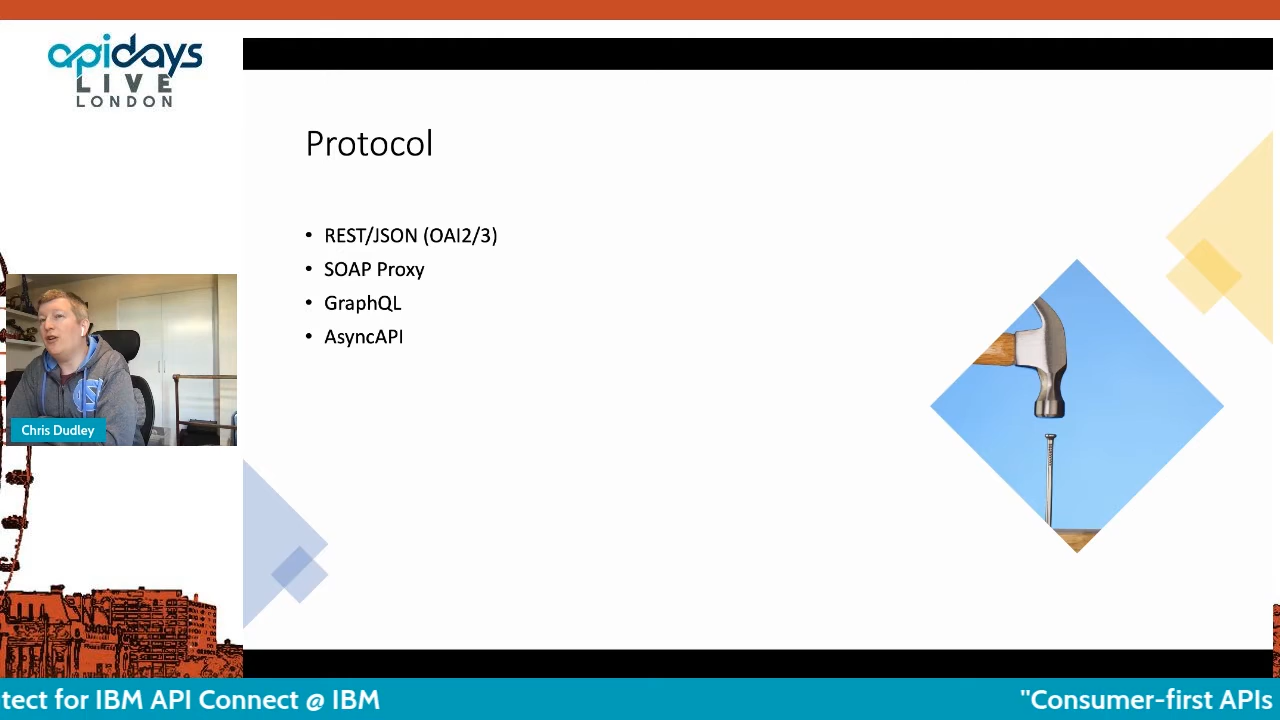 apidays
LIVE
LONDON
Protocol
• REST/JSON (OAI2/3)
• SOAP Proxy
• GraphQL
• AsyncAPI
Chris Dudley
tect for IBM API Connect @ IBM
"Consumer-first APIs